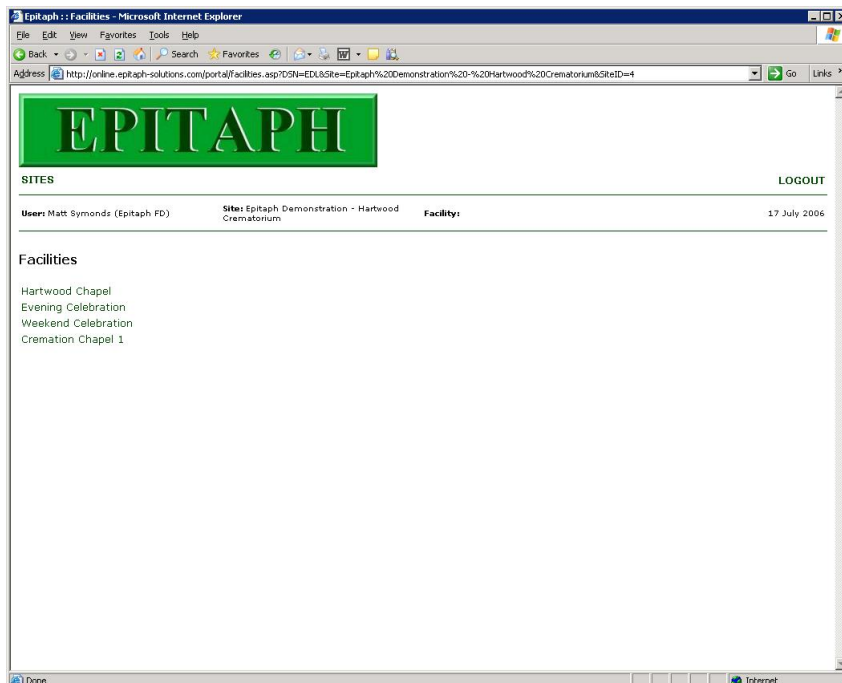 Epitaph :: Facilities - Microsoft Internet Explorer
File Edit View Favorites Tools Help
Back Search Favorites
Address http://online.epitaph-solutions.com/portal/facilities.asp?DSN=EDL&Site=Epitaph%20Demonstration%20-%20Hartwood%20Crematorium&SiteID=4 Go Links
EPITAPH
SITES LOGOUT
User: Matt Symonds (Epitaph FD) Site: Epitaph Demonstration - Hartwood Facility: 17 July 2006
Crematorium
Facilities
Hartwood Chapel
Evening Celebration
Weekend Celebration
Cremation Chapel 1
Done Internet